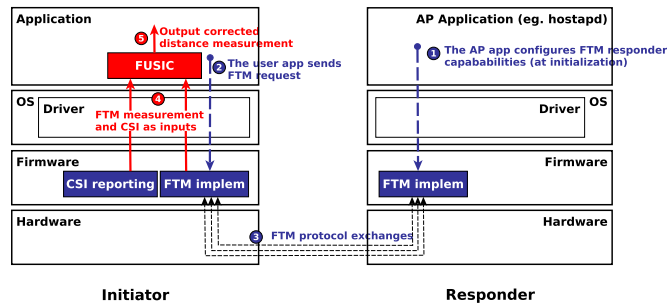 Application
5
Output corrected
distance measurement
FUSIC
2
The user app sends
FTM request
OS
Driver
4
FTM measurement
and CSI as inputs
Firmware
CSI reporting
FTM implem
Hardware
3
FTM protocol exchanges
Initiator
AP Application (eg. hostapd)
1
The AP app configures FTM responder
capababilities (at initialization)
OS
Driver
Firmware
FTM implem
Hardware
Responder